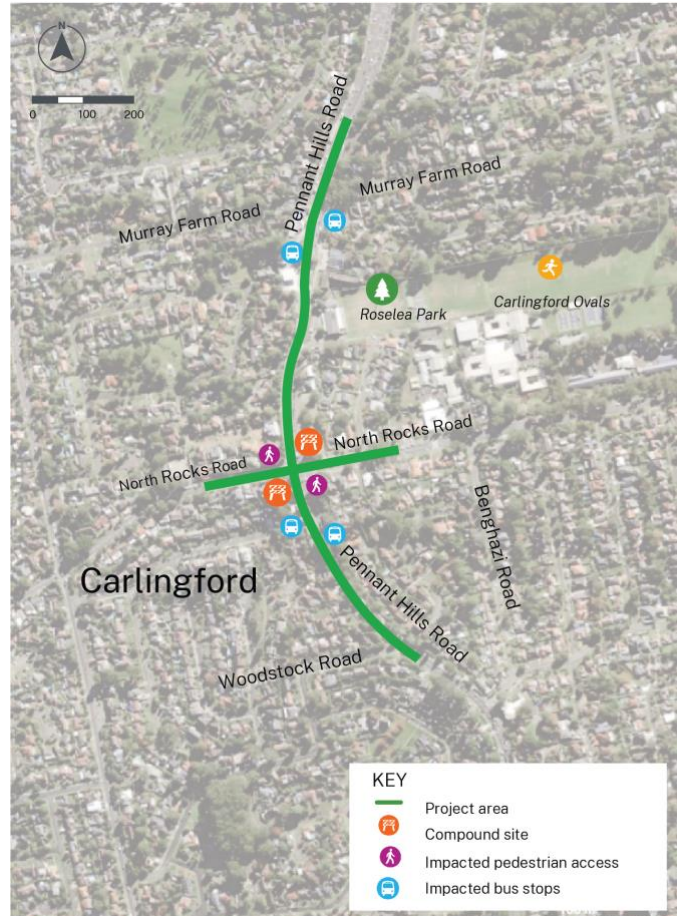 N
0 100 200
Pennant Hills Road
Murray Farm Road
Murray Farm Road
Roselea Park
Carlingford Ovals
North Rocks Road
North Rocks Road
Benghazi Road
Carlingford
Pennant Hills Road
Woodstock Road
KEY
Project area
Compound site
Impacted pedestrian access
Impacted bus stops